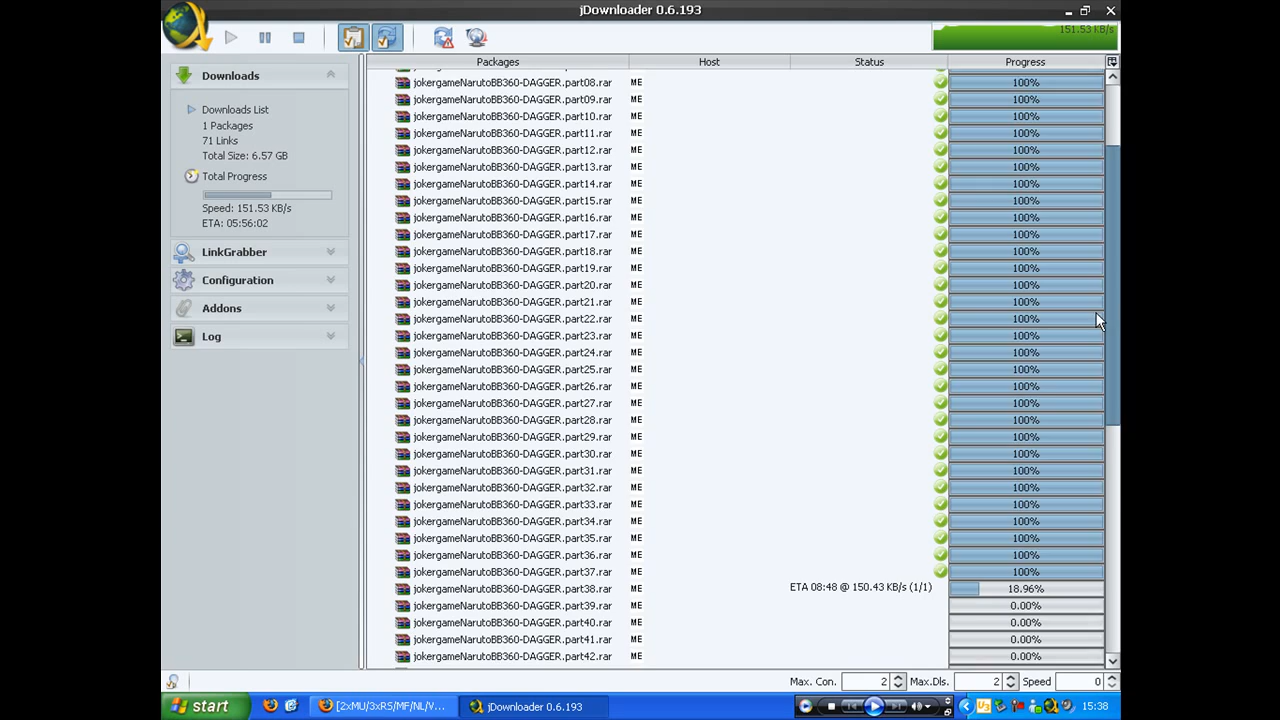 jDownloader 0.6.193
151.53 KB/s
Downloads
Downloads List
1 Packages
71 Links
Total Size: 6.57 GB
Total Progress
Speed: 151.53 KB/s
ETA: 05:56:02
LinkGrabber
Configuration
Addons
Log
Packages Host Status Progress
jokergameNarutoBB360-DAGGER.part08.rar ME 100%
jokergameNarutoBB360-DAGGER.part09.rar ME 100%
jokergameNarutoBB360-DAGGER.part10.rar ME 100%
jokergameNarutoBB360-DAGGER.part11.rar ME 100%
jokergameNarutoBB360-DAGGER.part12.rar ME 100%
jokergameNarutoBB360-DAGGER.part13.rar ME 100%
jokergameNarutoBB360-DAGGER.part14.rar ME 100%
jokergameNarutoBB360-DAGGER.part15.rar ME 100%
jokergameNarutoBB360-DAGGER.part16.rar ME 100%
jokergameNarutoBB360-DAGGER.part17.rar ME 100%
jokergameNarutoBB360-DAGGER.part18.rar ME 100%
jokergameNarutoBB360-DAGGER.part19.rar ME 100%
jokergameNarutoBB360-DAGGER.part20.rar ME 100%
jokergameNarutoBB360-DAGGER.part21.rar ME 100%
jokergameNarutoBB360-DAGGER.part22.rar ME 100%
jokergameNarutoBB360-DAGGER.part23.rar ME 100%
jokergameNarutoBB360-DAGGER.part24.rar ME 100%
jokergameNarutoBB360-DAGGER.part25.rar ME 100%
jokergameNarutoBB360-DAGGER.part26.rar ME 100%
jokergameNarutoBB360-DAGGER.part27.rar ME 100%
jokergameNarutoBB360-DAGGER.part28.rar ME 100%
jokergameNarutoBB360-DAGGER.part29.rar ME 100%
jokergameNarutoBB360-DAGGER.part30.rar ME 100%
jokergameNarutoBB360-DAGGER.part31.rar ME 100%
jokergameNarutoBB360-DAGGER.part32.rar ME 100%
jokergameNarutoBB360-DAGGER.part33.rar ME 100%
jokergameNarutoBB360-DAGGER.part34.rar ME 100%
jokergameNarutoBB360-DAGGER.part35.rar ME 100%
jokergameNarutoBB360-DAGGER.part36.rar ME 100%
jokergameNarutoBB360-DAGGER.part37.rar ME 100%
jokergameNarutoBB360-DAGGER.part38.rar ME ETA 08:48 @ 150.43 KB/s (1/1) 18.96%
jokergameNarutoBB360-DAGGER.part39.rar ME 0.00%
jokergameNarutoBB360-DAGGER.part40.rar ME 0.00%
jokergameNarutoBB360-DAGGER.part41.rar ME 0.00%
jokergameNarutoBB360-DAGGER.part42.rar ME 0.00%
Max. Con. 2 Max.Dls. 2 Speed 0
start [2xMU/3xRS/MF/NL/V... jDownloader 0.6.193 15:38